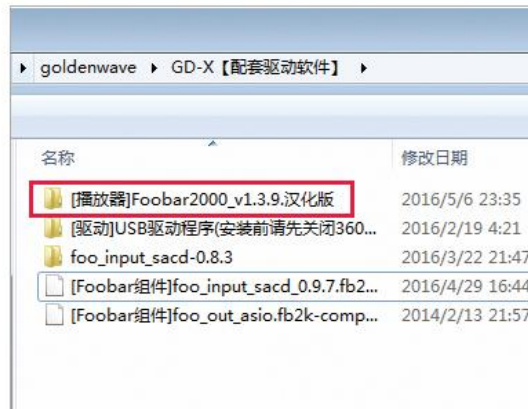 goldenwave GD-X【配套驱动软件】
名称 修改日期
[播放器]Foobar2000_v1.3.9.汉化版 2016/5/6 23:35
[驱动]USB驱动程序(安装前请先关闭360... 2016/2/19 4:21
foo_input_sacd-0.8.3 2016/3/22 21:47
[Foobar组件]foo_input_sacd_0.9.7.fb2... 2016/4/29 16:44
[Foobar组件]foo_out_asio.fb2k-comp... 2014/2/13 21:57